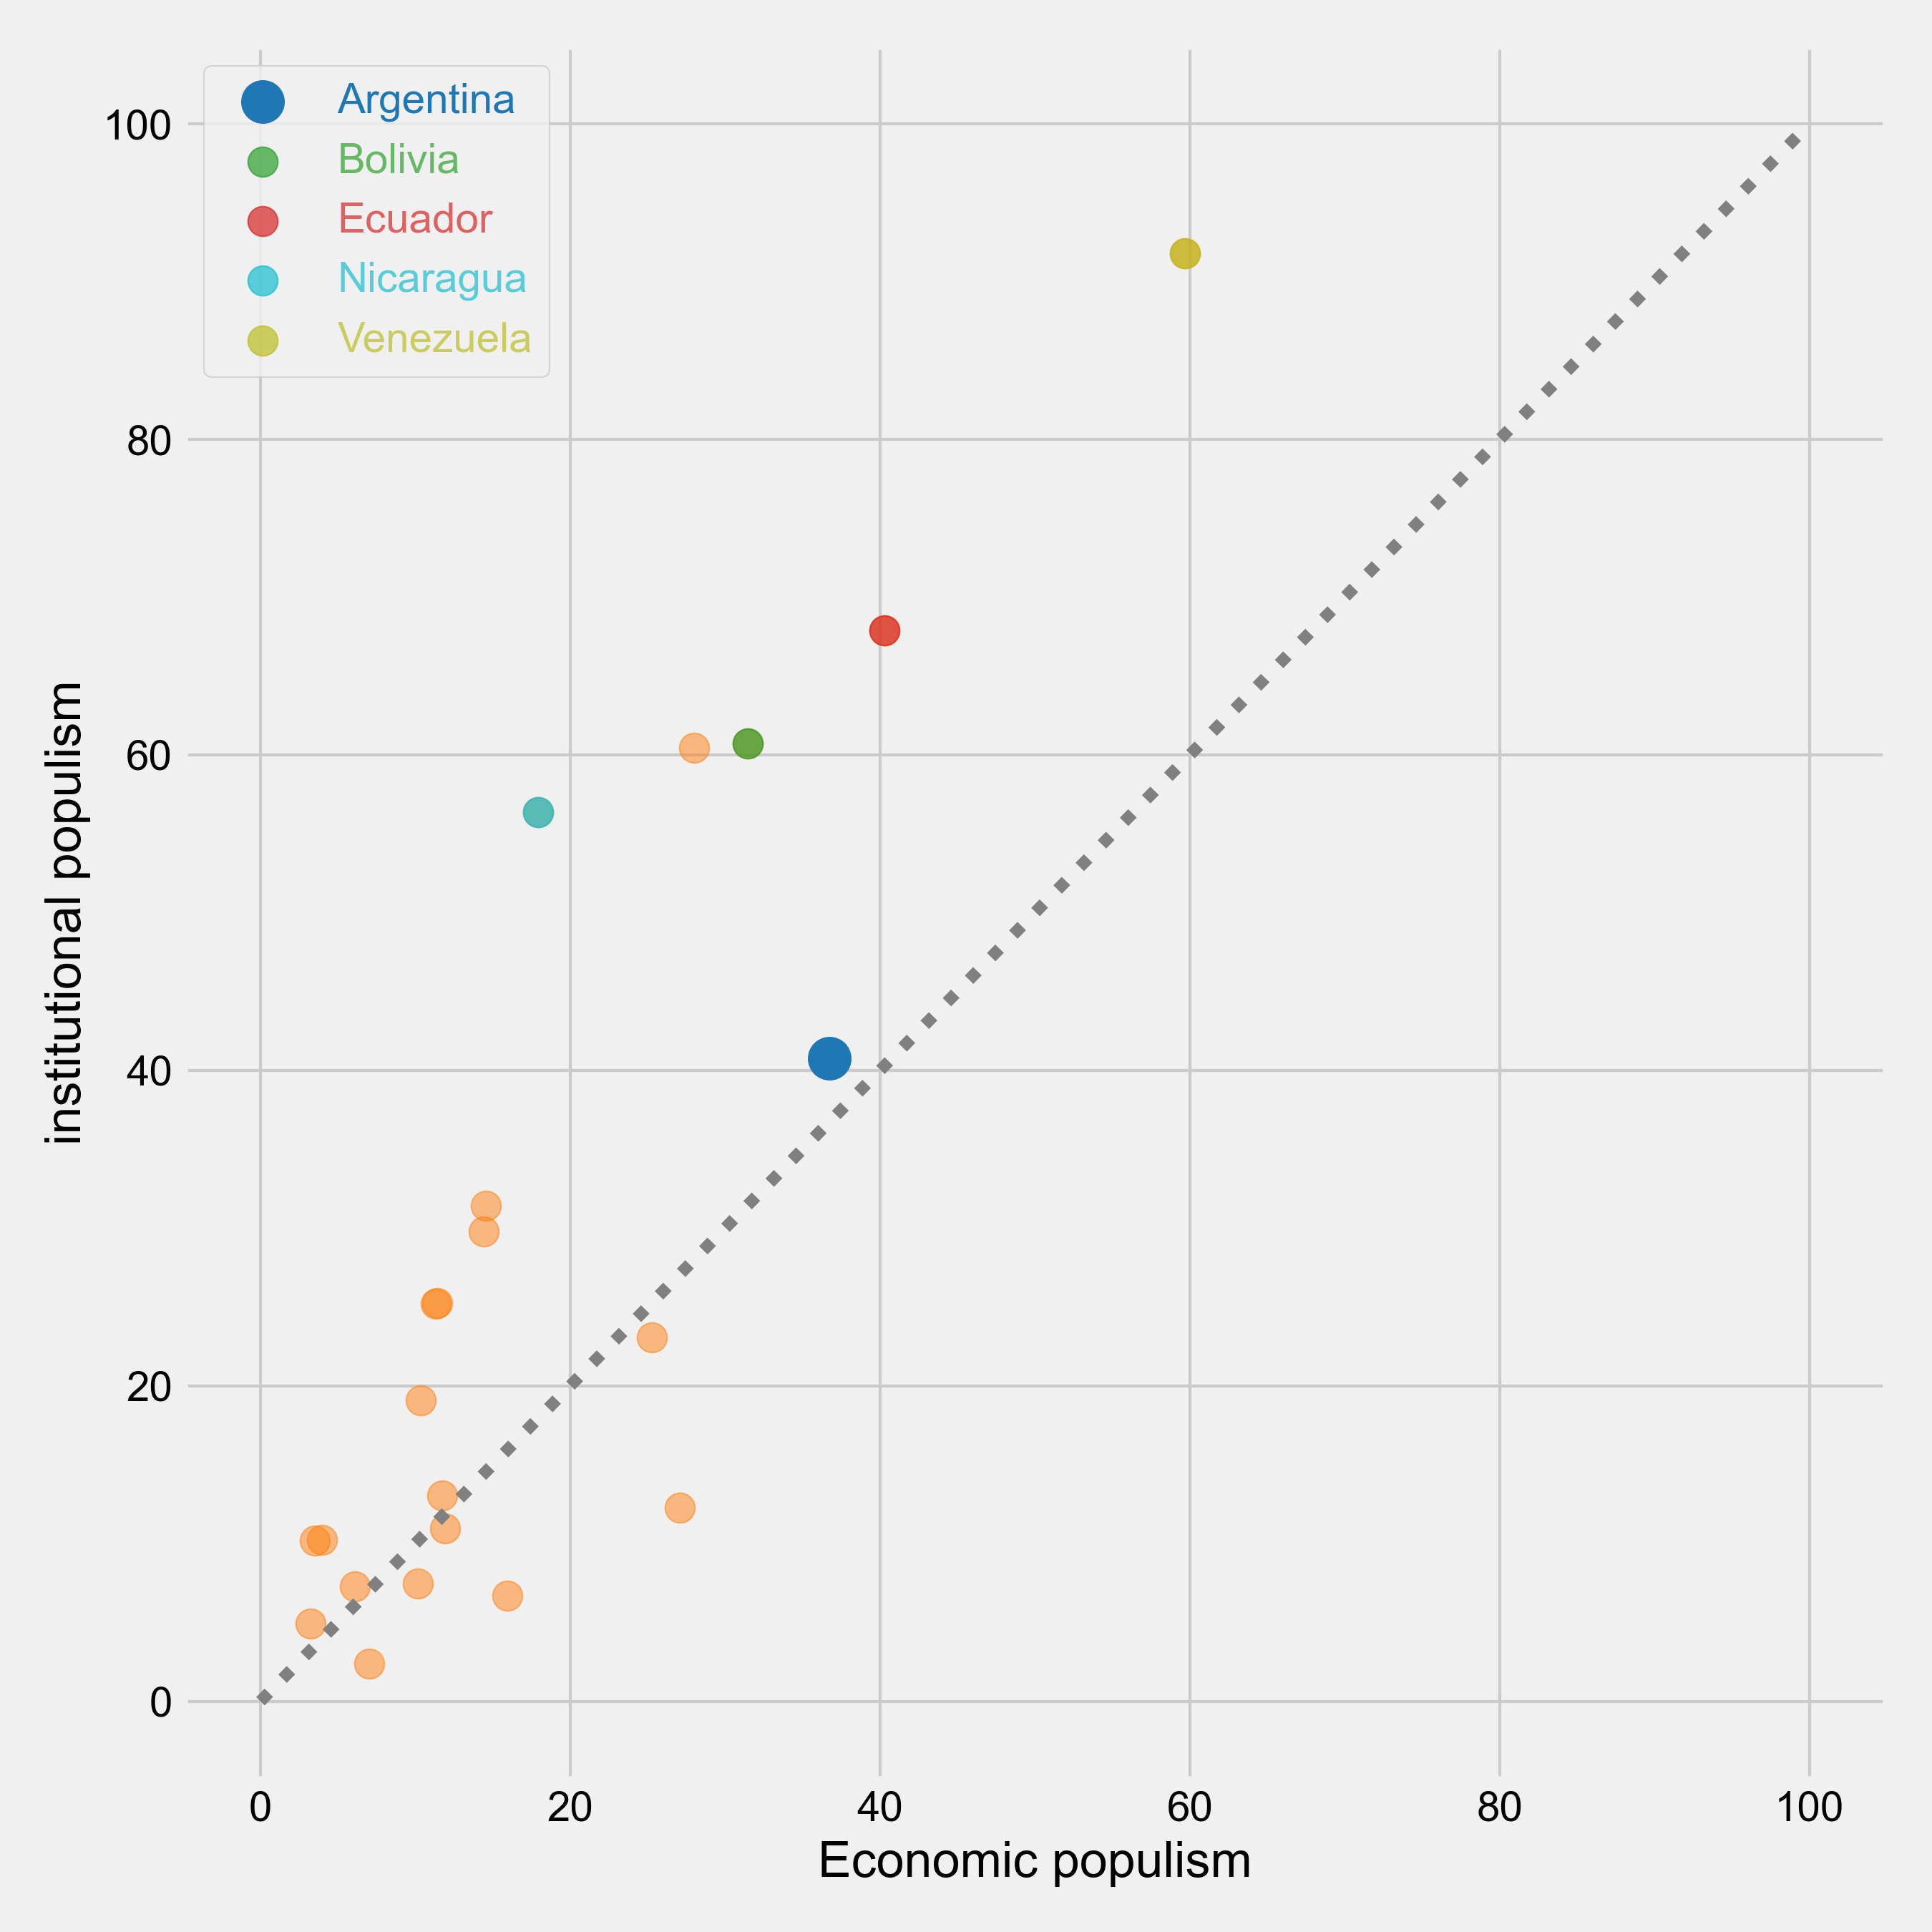 Argentina
Bolivia
Ecuador
Nicaragua
Venezuela
100
80
60
40
20
0
institutional populism
0 20 40 60 80 100
Economic populism